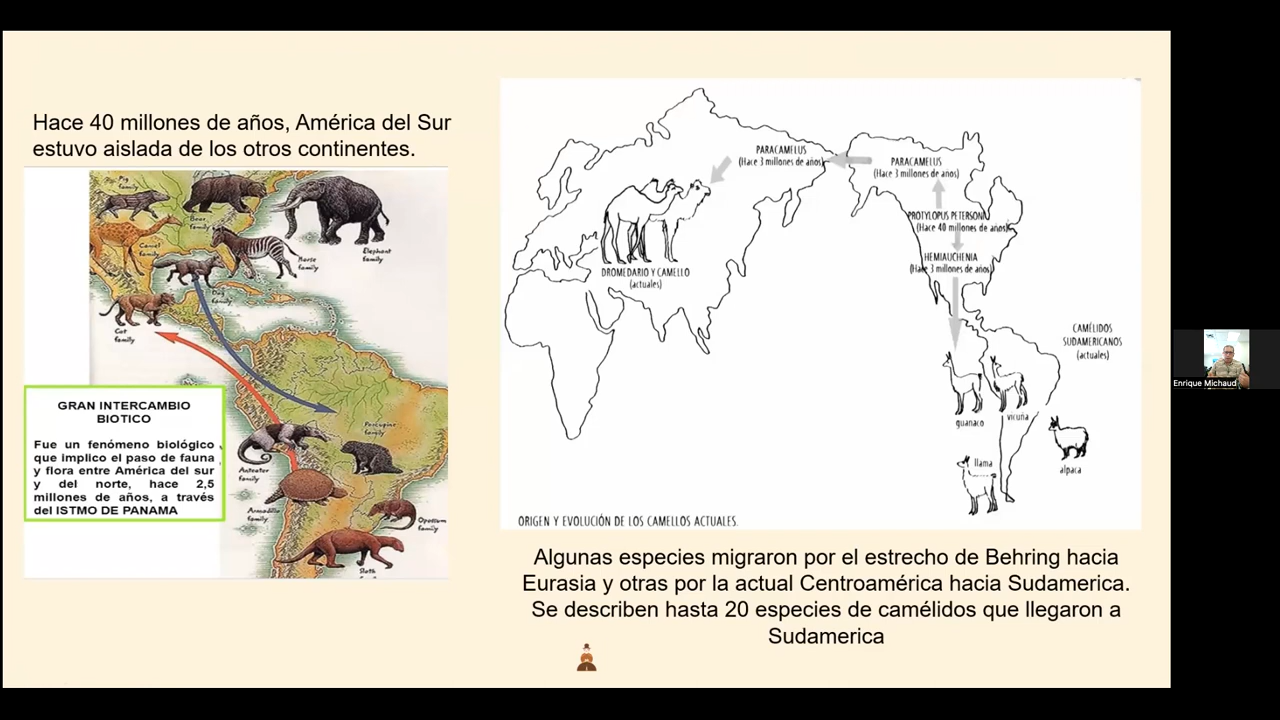 Hace 40 millones de años, América del Sur
estuvo aislada de los otros continentes.
Pig
family
Bear
family
Camel
family
Horse
family
Elephant
family
family
Cat
family
GRAN INTERCAMBIO
BIOTICO
Fue un fenómeno biológico
que implico el paso de fauna
y flora entre América del sur
y del norte, hace 2,5
millones de años, a través
del ISTMO DE PANAMA
Porcupine
family
Anteater
family
Armadillo
family
Opossum
family
Sloth
PARACAMELUS
(Hace 3 millones de años)
PARACAMELUS
(Hace 3 millones de años)
PROTYLOPUS PETERSONI
(Hace 40 millones de años)
HEMIAUCHENIA
(Hace 3 millones de años)
DROMEDARIO Y CAMELLO
(actuales)
CAMÉLIDOS
SUDAMERICANOS
(actuales)
guanaco
vicuña
llama
alpaca
ORIGEN Y EVOLUCIÓN DE LOS CAMELLOS ACTUALES.
Algunas especies migraron por el estrecho de Behring hacia
Eurasia y otras por la actual Centroamérica hacia Sudamerica.
Se describen hasta 20 especies de camélidos que llegaron a
Sudamerica
Enrique Michaud